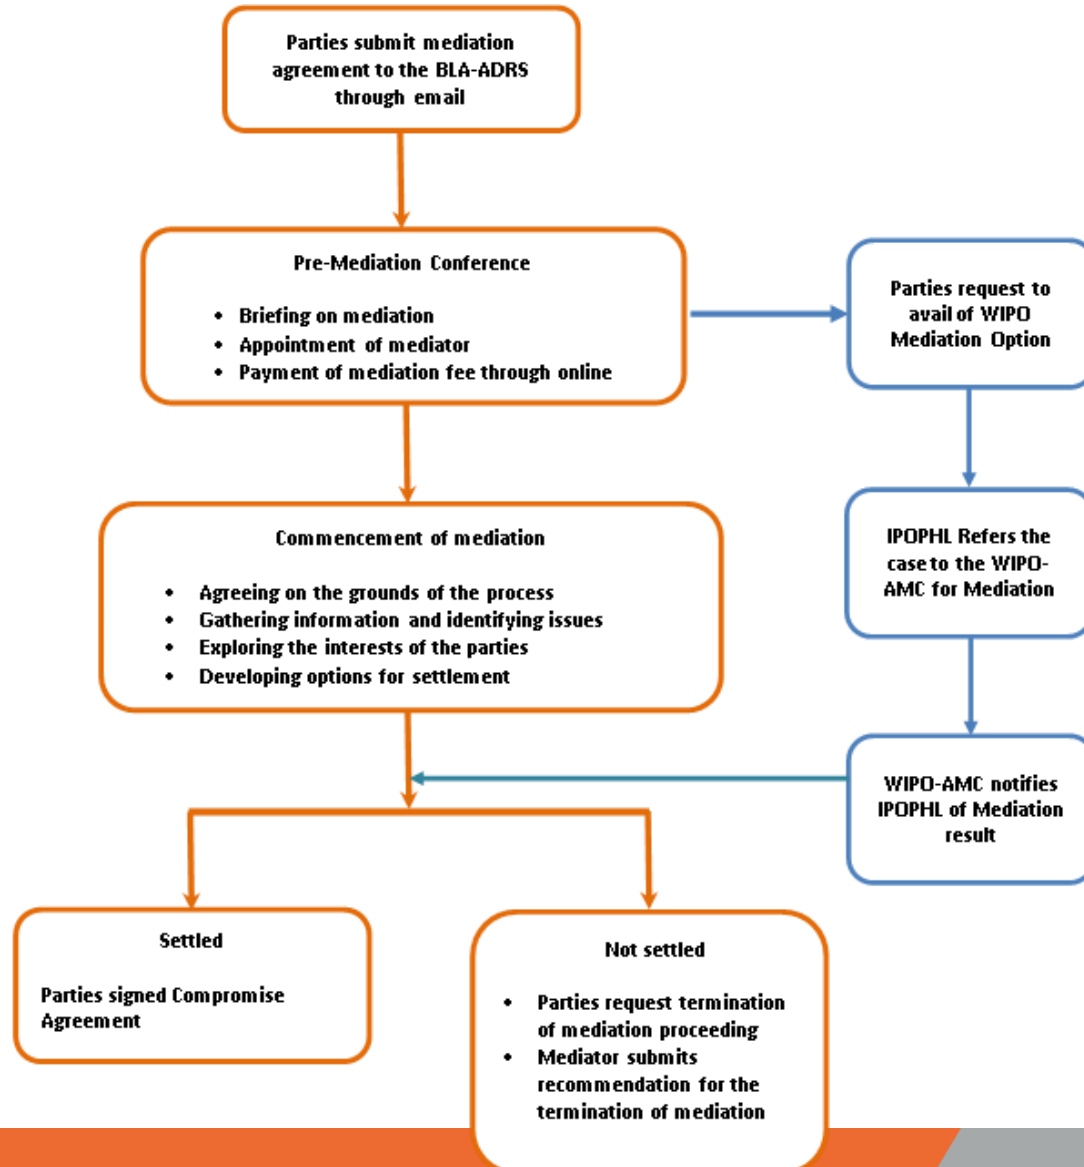 Parties submit mediation
agreement to the BLA-ADRS
through email
Pre-Mediation Conference
• Briefing on mediation
• Appointment of mediator
• Payment of mediation fee through online
Parties request to
avail of WIPO
Mediation Option
Commencement of mediation
• Agreeing on the grounds of the process
• Gathering information and identifying issues
• Exploring the interests of the parties
• Developing options for settlement
IPOPHL Refers the
case to the WIPO-
AMC for Mediation
WIPO-AMC notifies
IPOPHL of Mediation
result
Settled
Parties signed Compromise
Agreement
Not settled
• Parties request termination
of mediation proceeding
• Mediator submits
recommendation for the
termination of mediation